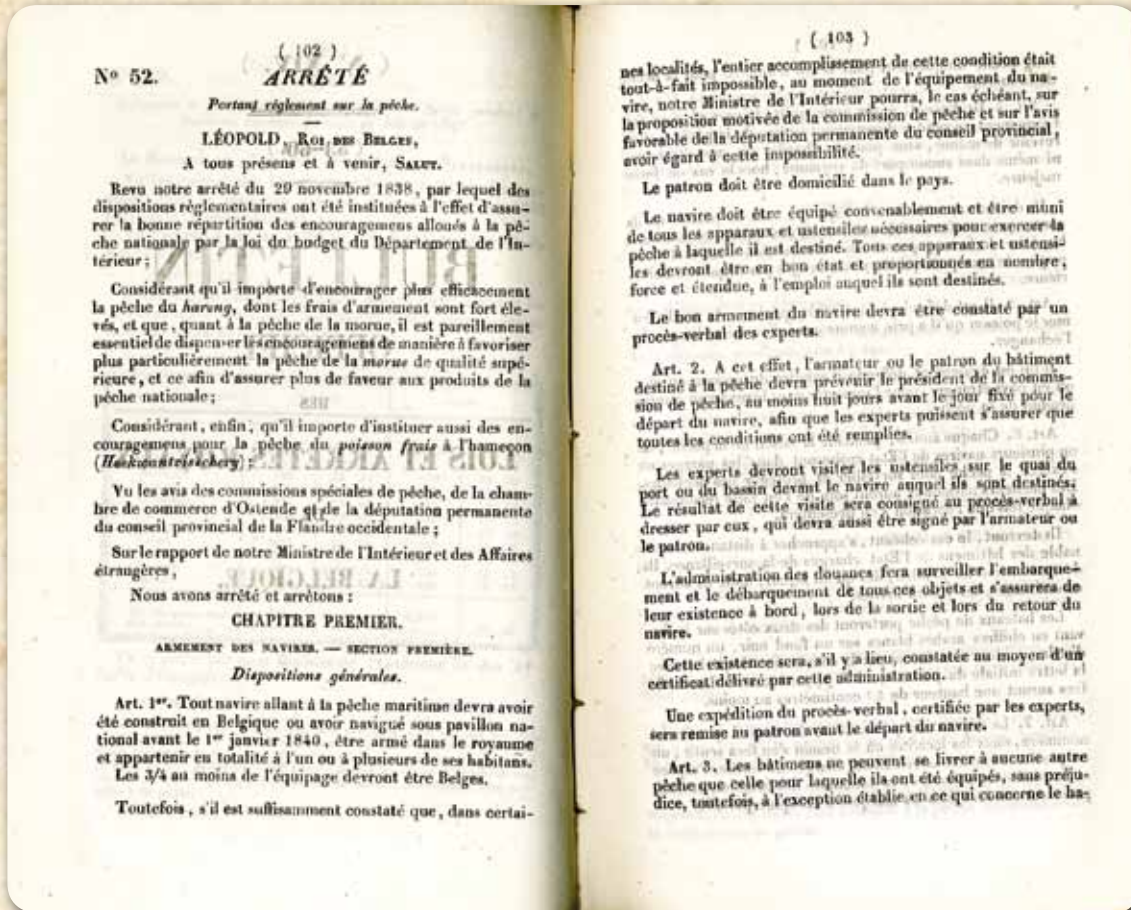 ( 102 )
No 52. ARRÊTÉ
Portant réglement sur la pêche.
LÉOPOLD, ROI DES BELGES,
A tous présens et à venir, SALUT.
Revu notre arrêté du 29 novembre 1838, par lequel des
dispositions règlementaires ont été instituées à l'effet d'assu-
rer la bonne répartition des encouragemens alloués à la pê-
che nationale par la loi du budget du Département de l'In-
térieur ;
Considérant qu'il importe d'encourager plus efficacement
la pêche du hareng, dont les frais d'armement sont fort éle-
vés, et que, quant à la pêche de la morue, il est pareillement
essentiel de dispenser les encouragemens de manière à favoriser
plus particulièrement la pêche de la morue de qualité supé-
rieure, et ce afin d'assurer plus de faveur aux produits de la
pêche nationale ;
Considérant, enfin, qu'il importe d'instituer aussi des en-
couragemens pour la pêche du poisson frais à l'hameçon
(Hoekwantvisschery) ;
Vu les avis des commissions spéciales de pêche, de la cham-
bre de commerce d'Ostende et de la députation permanente
du conseil provincial de la Flandre occidentale ;
Sur le rapport de notre Ministre de l'Intérieur et des Affaires
étrangères,
Nous avons arrêté et arrêtons :
CHAPITRE PREMIER.
ARMEMENT DES NAVIRES. — SECTION PREMIÈRE.
Dispositions générales.
Art. 1er. Tout navire allant à la pêche maritime devra avoir
été construit en Belgique ou avoir navigué sous pavillon na-
tional avant le 1er janvier 1840, être armé dans le royaume
et appartenir en totalité à l'un ou à plusieurs de ses habitans.
Les 3/4 au moins de l'équipage devront être Belges.
Toutefois, s'il est suffisamment constaté que, dans certai-
( 103 )
nes localités, l'entier accomplissement de cette condition était
tout-à-fait impossible, au moment de l'équipement du na-
vire, notre Ministre de l'Intérieur pourra, le cas échéant, sur
la proposition motivée de la commission de pêche et sur l'avis
favorable de la députation permanente du conseil provincial,
avoir égard à cette impossibilité.
Le patron doit être domicilié dans le pays.
Le navire doit être équipé convenablement et être muni
de tous les apparaux et ustensiles nécessaires pour exercer la
pêche à laquelle il est destiné. Tous ces apparaux et ustensi-
les devront être en bon état et proportionnés en nombre,
force et étendue, à l'emploi auquel ils sont destinés.
Le bon armement du navire devra être constaté par un
procès-verbal des experts.
Art. 2. A cet effet, l'armateur ou le patron du bâtiment
destiné à la pêche devra prévenir le président de la commis-
sion de pêche, au moins huit jours avant le jour fixé pour le
départ du navire, afin que les experts puissent s'assurer que
toutes les conditions ont été remplies.
Les experts devront visiter les ustensiles sur le quai du
port ou du bassin devant le navire auquel ils sont destinés.
Le résultat de cette visite sera consigné au procès-verbal à
dresser par eux, qui devra aussi être signé par l'armateur ou
le patron.
L'administration des douanes fera surveiller l'embarque-
ment et le débarquement de tous ces objets et s'assurera de
leur existence à bord, lors de la sortie et lors du retour du
navire.
Cette existence sera, s'il y a lieu, constatée au moyen d'un
certificat délivré par cette administration.
Une expédition du procès-verbal, certifiée par les experts,
sera remise au patron avant le départ du navire.
Art. 3. Les bâtimens ne peuvent se livrer à aucune autre
pêche que celle pour laquelle ils ont été équipés, sans préju-
dice, toutefois, à l'exception établie en ce qui concerne le ha-